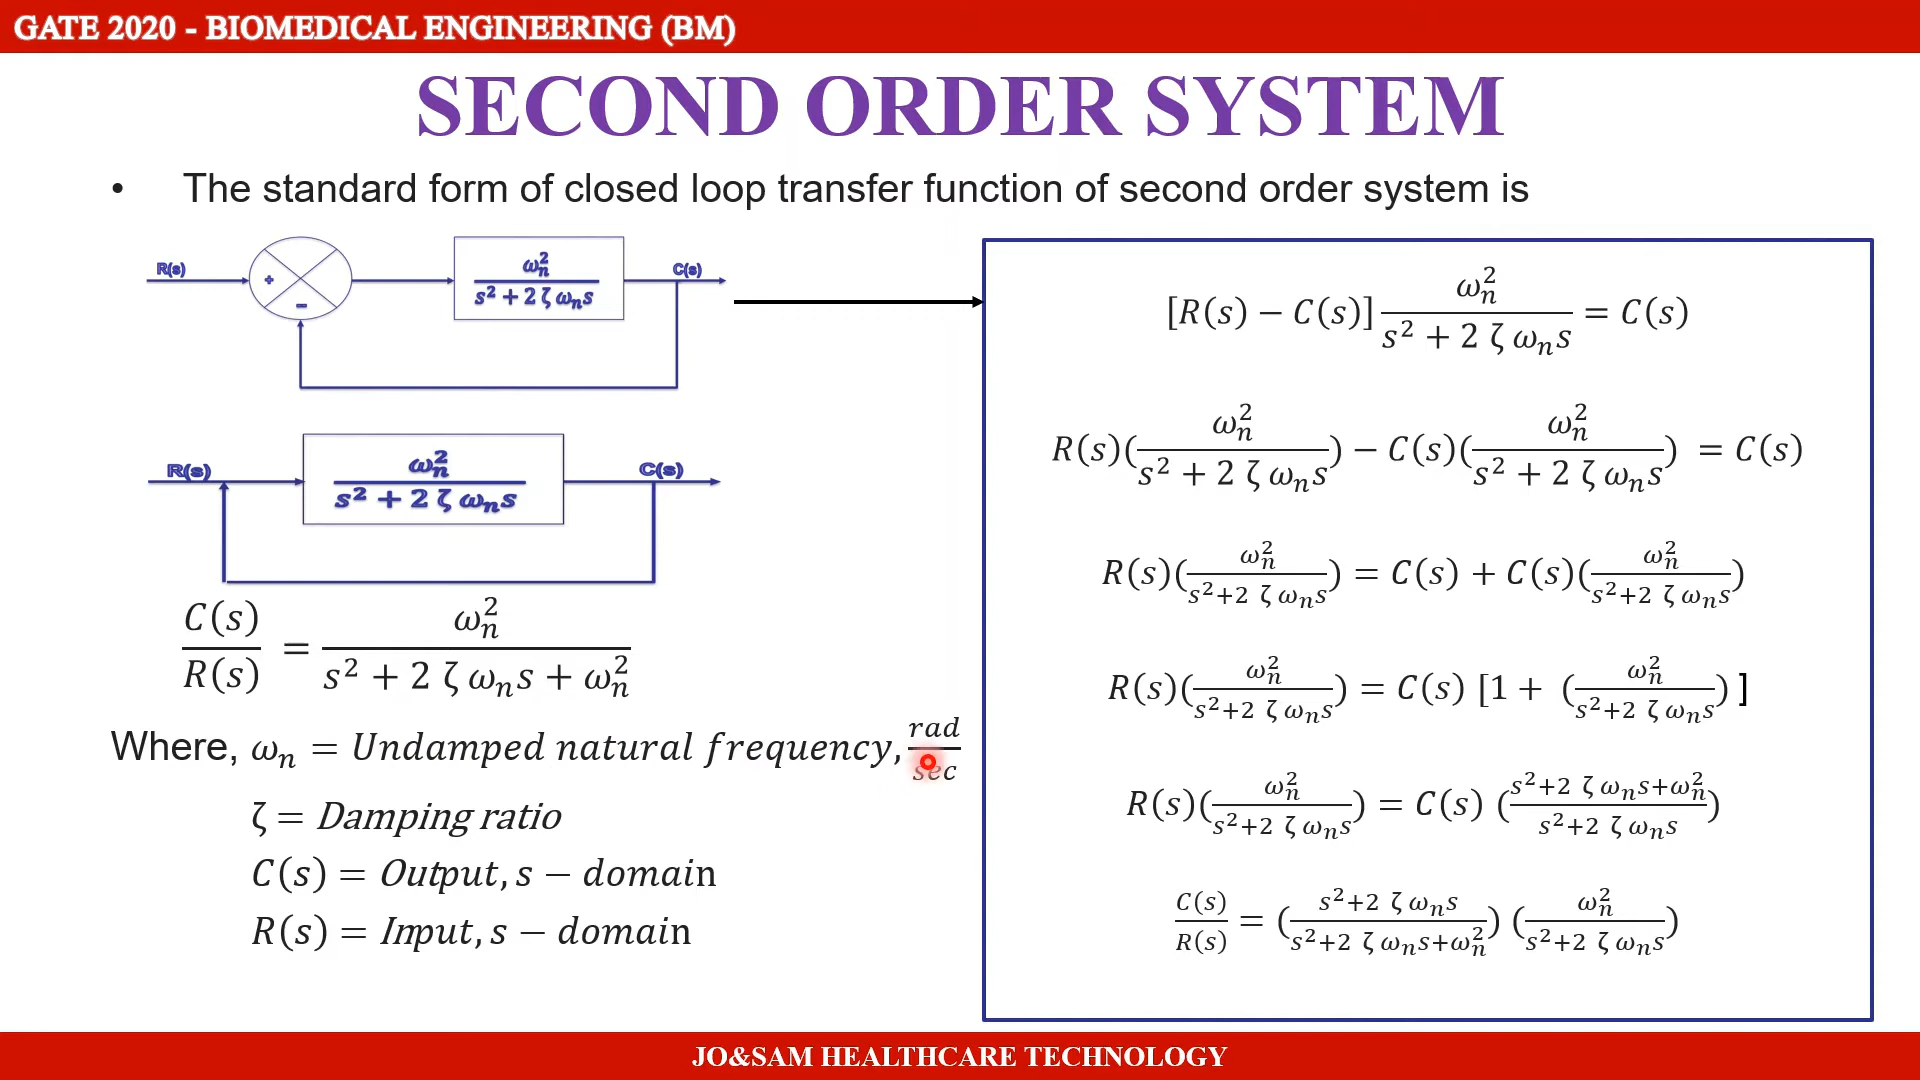 GATE 2020 - BIOMEDICAL ENGINEERING (BM)
SECOND ORDER SYSTEM
• The standard form of closed loop transfer function of second order system is
R(s) + − ω_n^2 / (s^2 + 2 ζ ω_n s) C(s)
R(s) ω_n^2 / (s^2 + 2 ζ ω_n s) C(s)
C(s)/R(s) = ω_n^2 / (s^2 + 2 ζ ω_n s + ω_n^2)
Where, ω_n = Undamped natural frequency, rad/sec
ζ = Damping ratio
C(s) = Output, s − domain
R(s) = Input, s − domain
[R(s) − C(s)] ω_n^2 / (s^2 + 2 ζ ω_n s) = C(s)
R(s)(ω_n^2 / (s^2 + 2 ζ ω_n s)) − C(s)(ω_n^2 / (s^2 + 2 ζ ω_n s)) = C(s)
R(s)(ω_n^2 / (s^2+2 ζ ω_n s)) = C(s) + C(s)(ω_n^2 / (s^2+2 ζ ω_n s))
R(s)(ω_n^2 / (s^2+2 ζ ω_n s)) = C(s) [1 + (ω_n^2 / (s^2+2 ζ ω_n s)) ]
R(s)(ω_n^2 / (s^2+2 ζ ω_n s)) = C(s) ((s^2+2 ζ ω_n s+ω_n^2) / (s^2+2 ζ ω_n s))
C(s)/R(s) = ((s^2+2 ζ ω_n s) / (s^2+2 ζ ω_n s+ω_n^2)) (ω_n^2 / (s^2+2 ζ ω_n s))
JO&SAM HEALTHCARE TECHNOLOGY